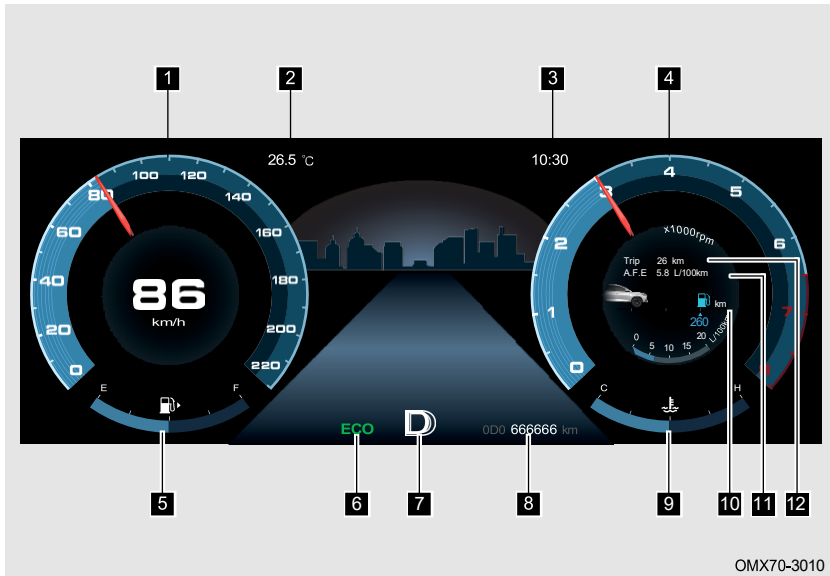 1 2 3 4
26.5 °C
10:30
0 20 40 60 80 100 120 140 160 180 200 220
86
km/h
E F
0 1 2 3 4 5 6 7 8
x1000rpm
Trip 26 km
A.F.E 5.8 L/100km
km
260
0 5 10 15 20 L/100km
C H
ECO
D
ODO 666666 km
5 6 7 8 9 10 11 12
OMX70-3010